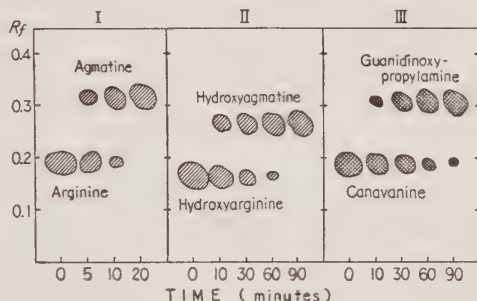 I II III
Rf
0.4
0.3
0.2
0.1
Agmatine
Arginine
Hydroxyagmatine
Hydroxyarginine
Guanidinoxy-
propylamine
Canavanine
0 5 10 20 0 10 30 60 90 0 10 30 60 90
TIME (minutes)